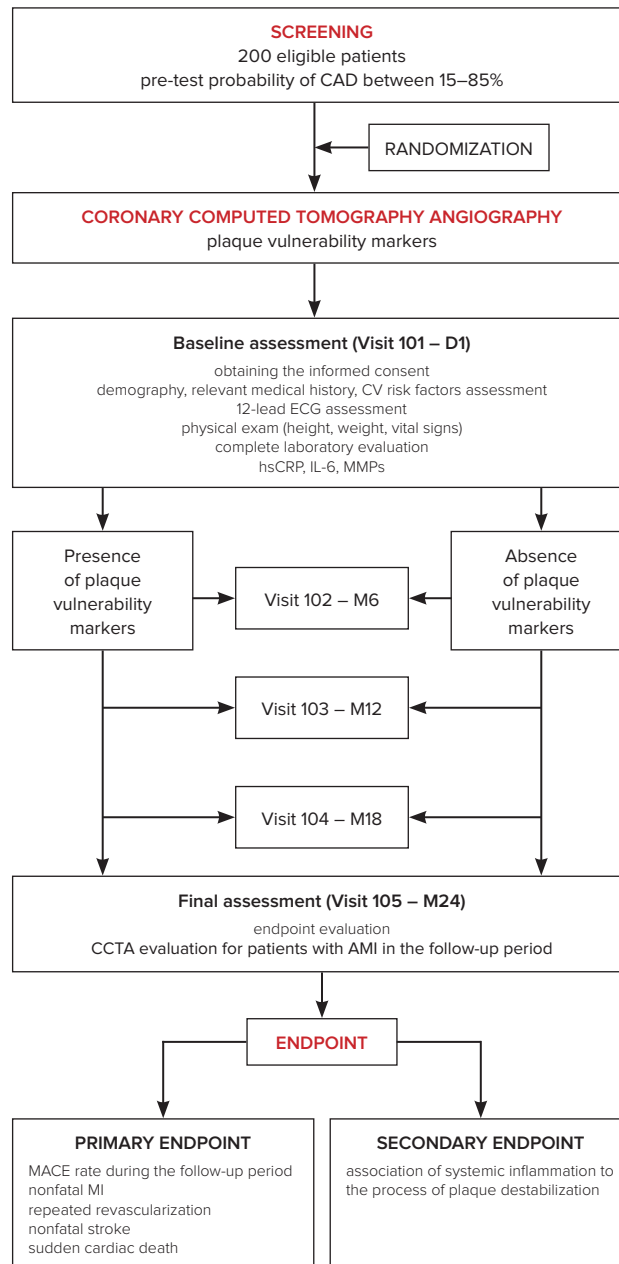 SCREENING
200 eligible patients
pre-test probability of CAD between 15–85%
RANDOMIZATION
CORONARY COMPUTED TOMOGRAPHY ANGIOGRAPHY
plaque vulnerability markers
Baseline assessment (Visit 101 – D1)
obtaining the informed consent
demography, relevant medical history, CV risk factors assessment
12-lead ECG assessment
physical exam (height, weight, vital signs)
complete laboratory evaluation
hsCRP, IL-6, MMPs
Presence
of plaque
vulnerability
markers
Visit 102 – M6
Absence
of plaque
vulnerability
markers
Visit 103 – M12
Visit 104 – M18
Final assessment (Visit 105 – M24)
endpoint evaluation
CCTA evaluation for patients with AMI in the follow-up period
ENDPOINT
PRIMARY ENDPOINT
MACE rate during the follow-up period
nonfatal MI
repeated revascularization
nonfatal stroke
sudden cardiac death
SECONDARY ENDPOINT
association of systemic inflammation to
the process of plaque destabilization